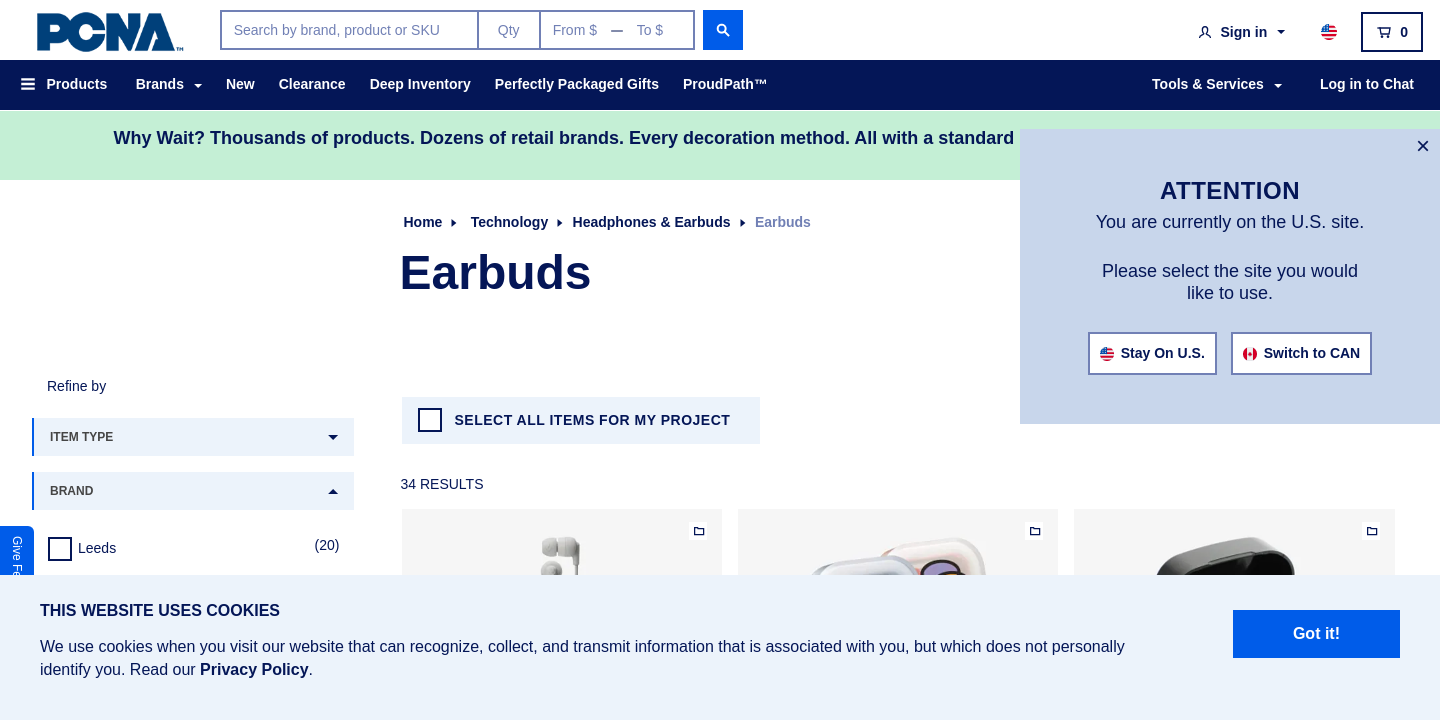 PCNA™
Search by brand, product or SKU
Qty
From $ — To $
Sign in
0
Products
Brands
New
Clearance
Deep Inventory
Perfectly Packaged Gifts
ProudPath™
Tools & Services
Log in to Chat
Why Wait? Thousands of products. Dozens of retail brands. Every decoration method. All with a standard
×
ATTENTION
You are currently on the U.S. site.
Please select the site you would
like to use.
Stay On U.S.
Switch to CAN
Home
Technology
Headphones & Earbuds
Earbuds
Earbuds
Refine by
ITEM TYPE
BRAND
Leeds
(20)
SELECT ALL ITEMS FOR MY PROJECT
34 RESULTS
Give
THIS WEBSITE USES COOKIES
We use cookies when you visit our website that can recognize, collect, and transmit information that is associated with you, but which does not personally
identify you. Read our Privacy Policy.
Got it!